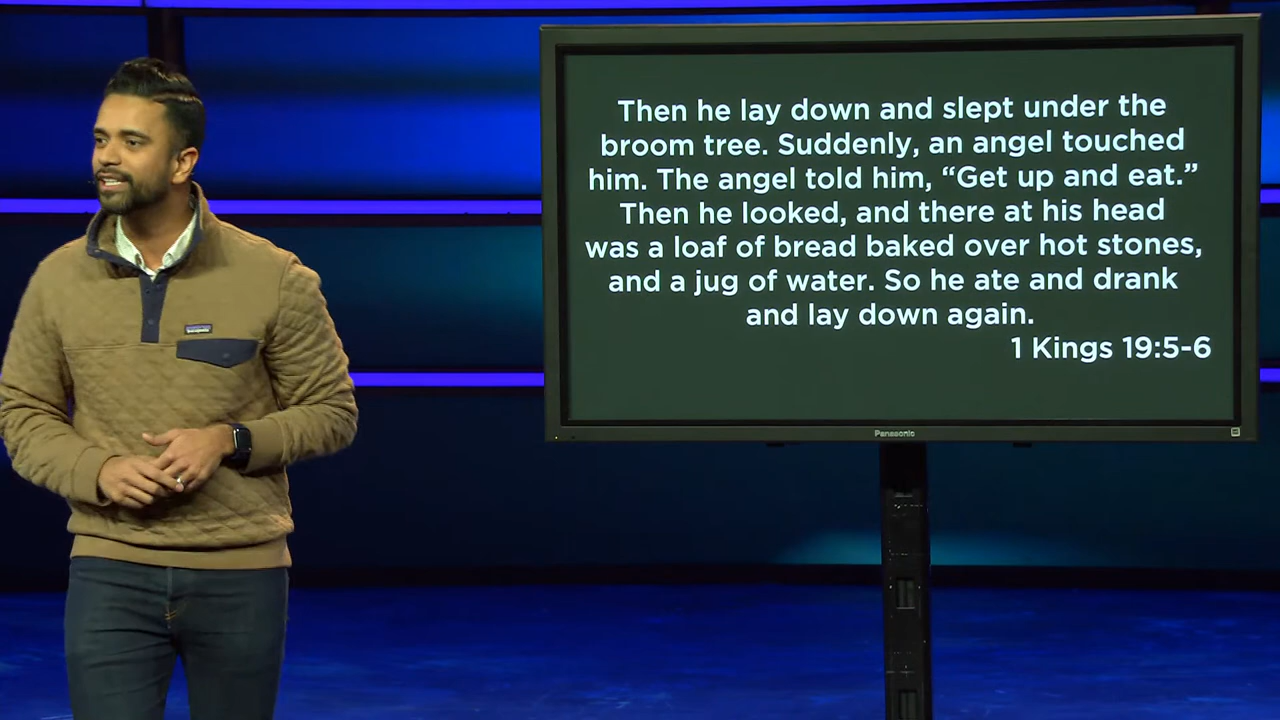 Then he lay down and slept under the
broom tree. Suddenly, an angel touched
him. The angel told him, “Get up and eat.”
Then he looked, and there at his head
was a loaf of bread baked over hot stones,
and a jug of water. So he ate and drank
and lay down again.
1 Kings 19:5-6
Panasonic
patagonia